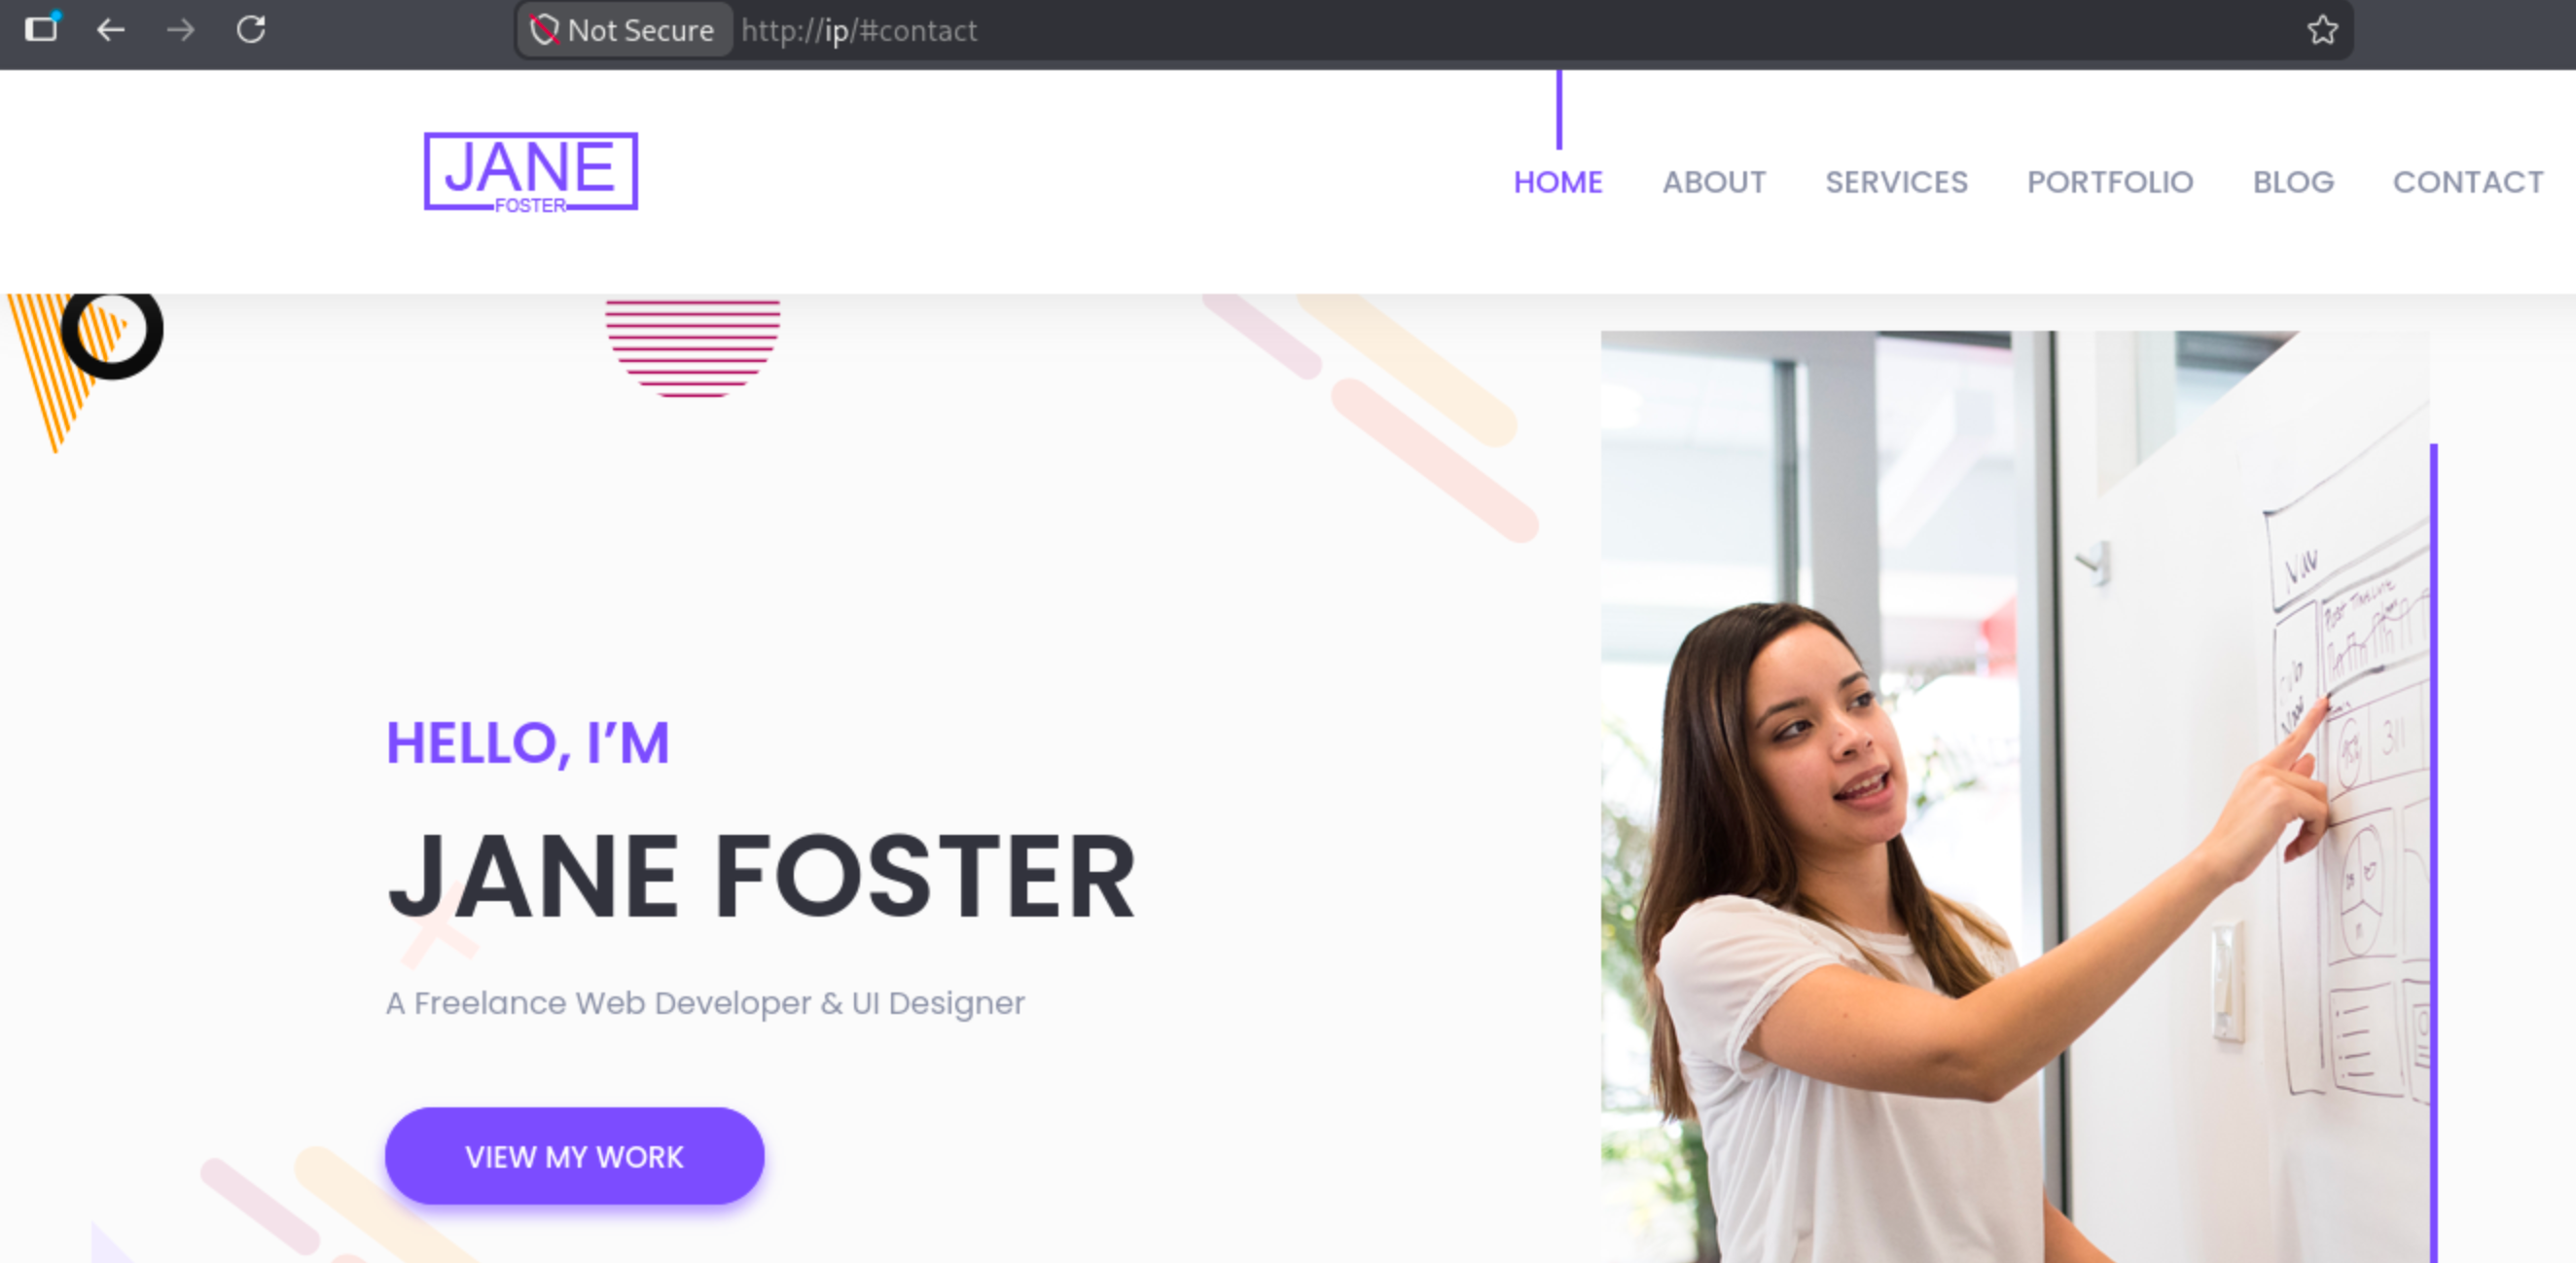 Not Secure http://ip/#contact
JANE
FOSTER
HOME ABOUT SERVICES PORTFOLIO BLOG CONTACT
Nav
HELLO, I’M
JANE FOSTER
A Freelance Web Developer & UI Designer
VIEW MY WORK